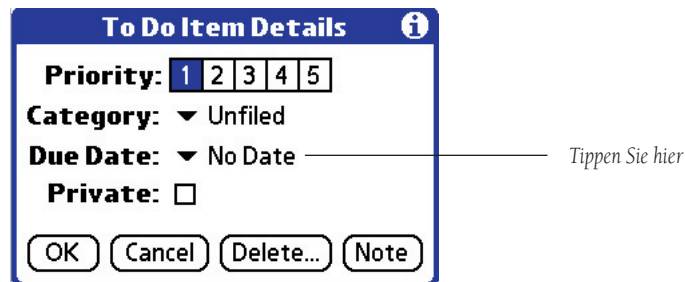 To Do Item Details
Priority: 1 2 3 4 5
Category: Unfiled
Due Date: No Date
Tippen Sie hier
Private:
OK Cancel Delete... Note